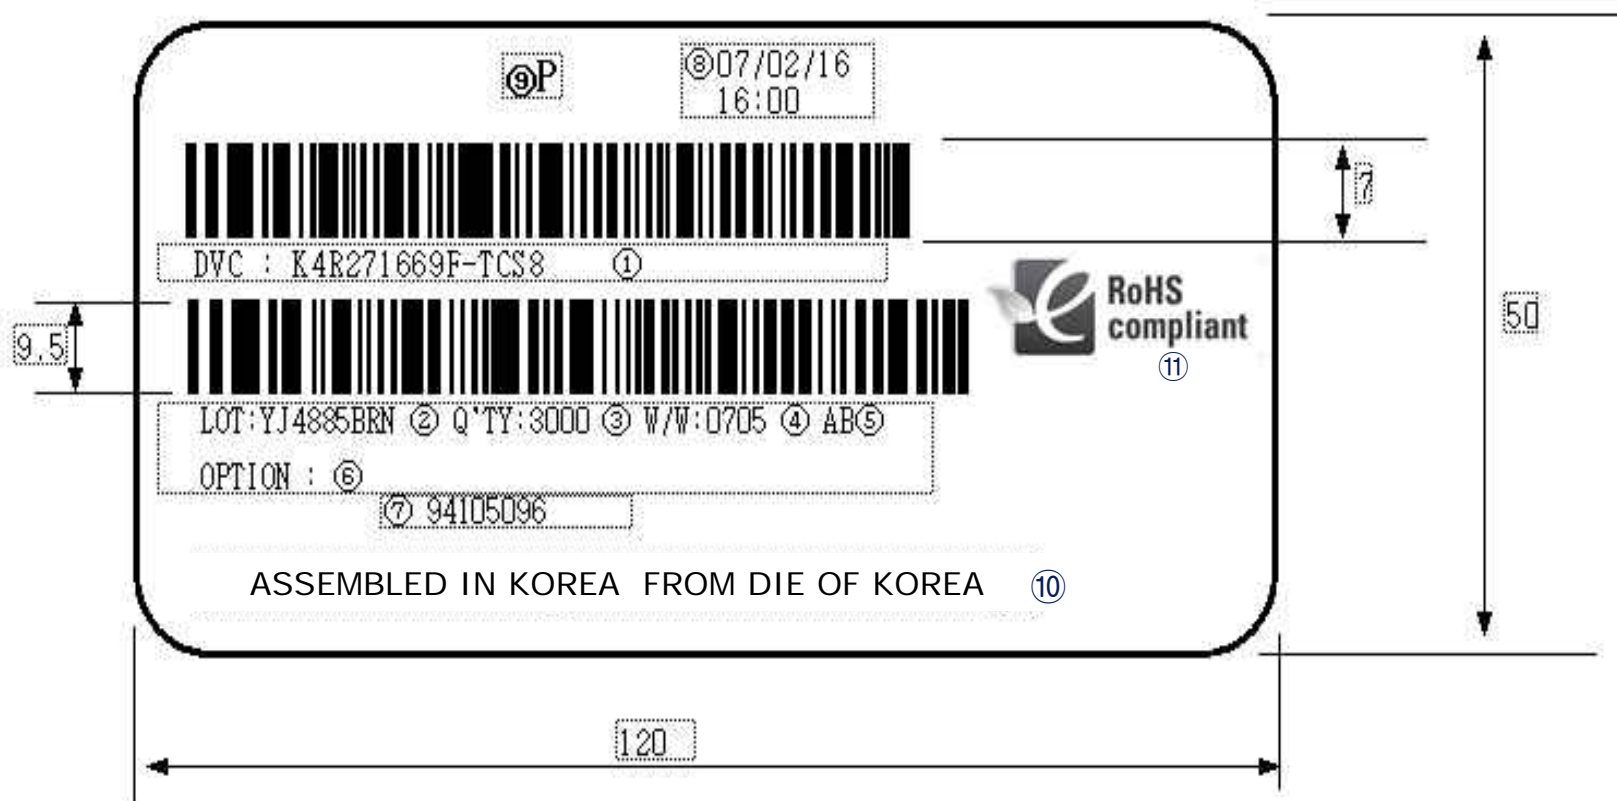 ⑨P
⑧07/02/16
16:00
7
DVC : K4R271669F-TCS8 ①
RoHS
compliant
⑪
50
9.5
LOT:YJ4885BRN ② Q'TY:3000 ③ W/W:0705 ④ AB⑤
OPTION : ⑥
⑦ 94105096
ASSEMBLED IN KOREA FROM DIE OF KOREA ⑩
120